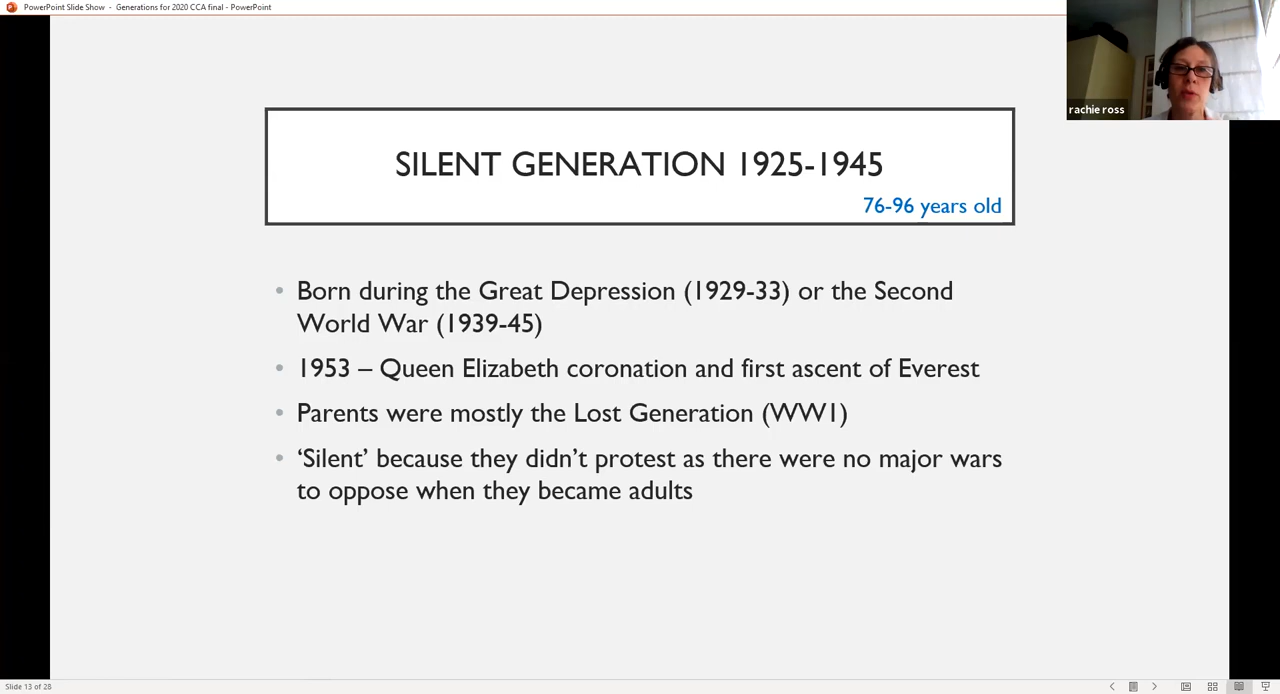 PowerPoint Slide Show - Generations for 2020 CCA final - PowerPoint
rachie ross
SILENT GENERATION 1925-1945
76-96 years old
• Born during the Great Depression (1929-33) or the Second
World War (1939-45)
• 1953 – Queen Elizabeth coronation and first ascent of Everest
• Parents were mostly the Lost Generation (WW1)
• ‘Silent’ because they didn’t protest as there were no major wars
to oppose when they became adults
Slide 13 of 28